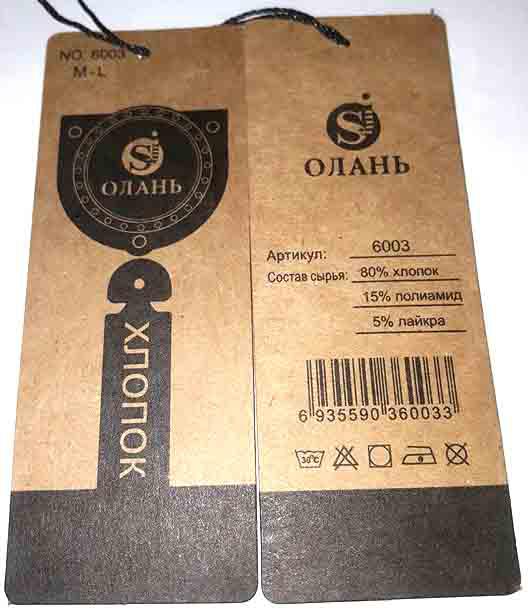 NO. 6003
M-L
S
ОЛАНЬ
ХЛОПОК
S
ОЛАНЬ
Артикул: 6003
Состав сырья: 80% хлопок
15% полиамид
5% лайкра
6 935590 360033
30°C